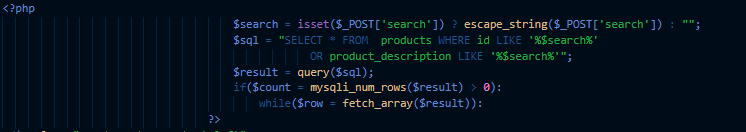 <?php
$search = isset($_POST['search']) ? escape_string($_POST['search']) : "";
$sql = "SELECT * FROM  products WHERE id LIKE '%$search%'
OR product_description LIKE '%$search%'";
$result = query($sql);
if($count = mysqli_num_rows($result) > 0):
while($row = fetch_array($result)):
?>